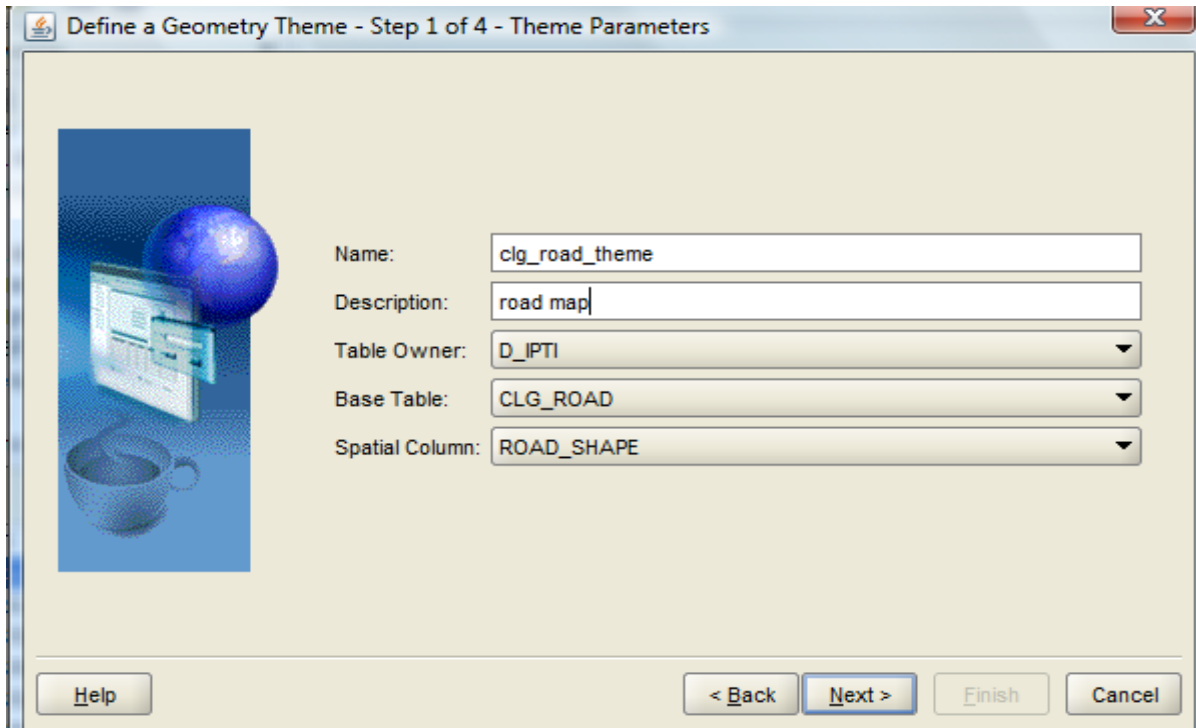 Define a Geometry Theme - Step 1 of 4 - Theme Parameters
Name: clg_road_theme
Description: road map
Table Owner: D_IPTI
Base Table: CLG_ROAD
Spatial Column: ROAD_SHAPE
Help < Back Next > Finish Cancel